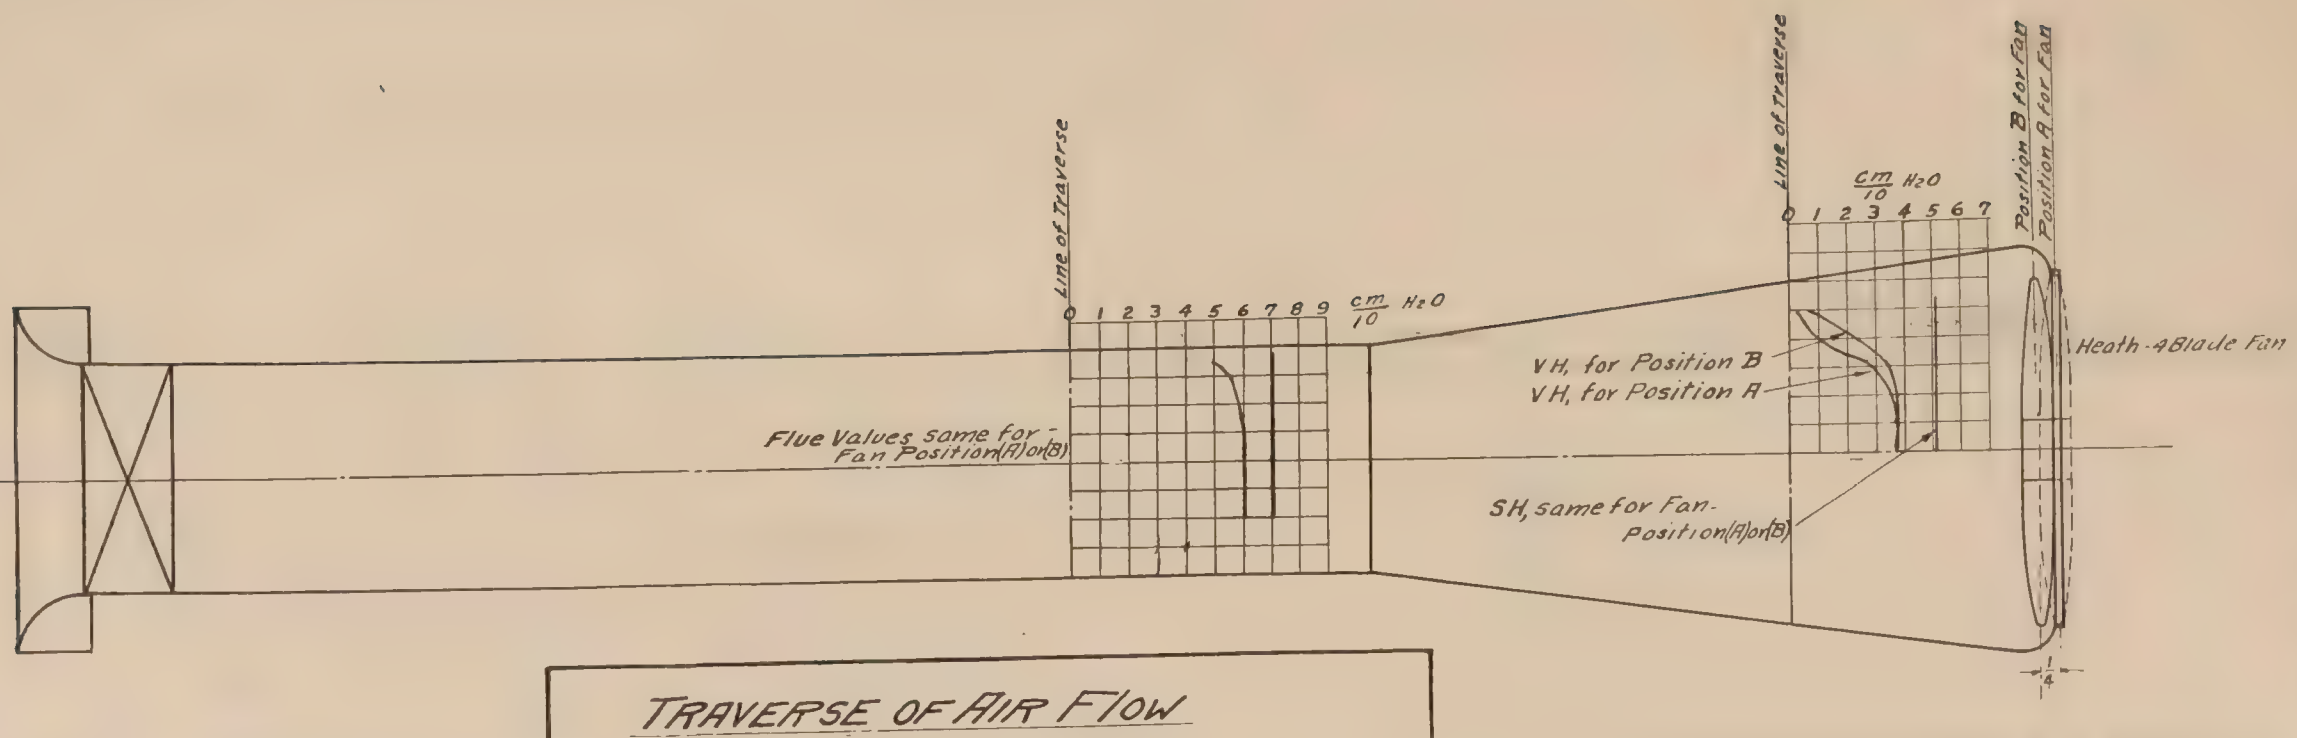 Line of Traverse
0 1 2 3 4 5 6 7 8 9
cm/10 H2O
Flue Values same for -
Fan Position(A)or(B)
Line of Traverse
cm/10 H2O
0 1 2 3 4 5 6 7
Position B for Fan
Position A for Fan
VH, for Position B
VH, for Position A
SH, same for Fan-
Position(A)or(B)
Heath-4Blade Fan
1/4
TRAVERSE OF AIR FlOW